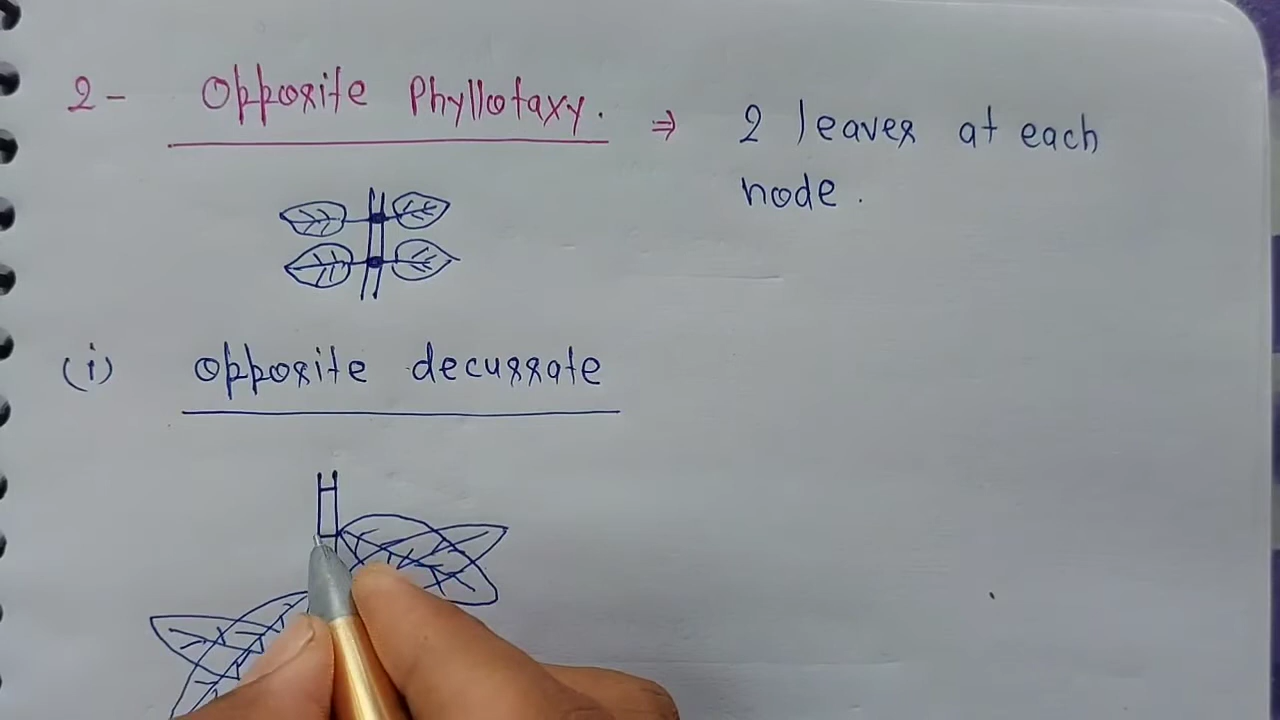 2- Opposite Phyllotaxy. ⇒ 2 leaves at each
node.
(i) opposite decussate